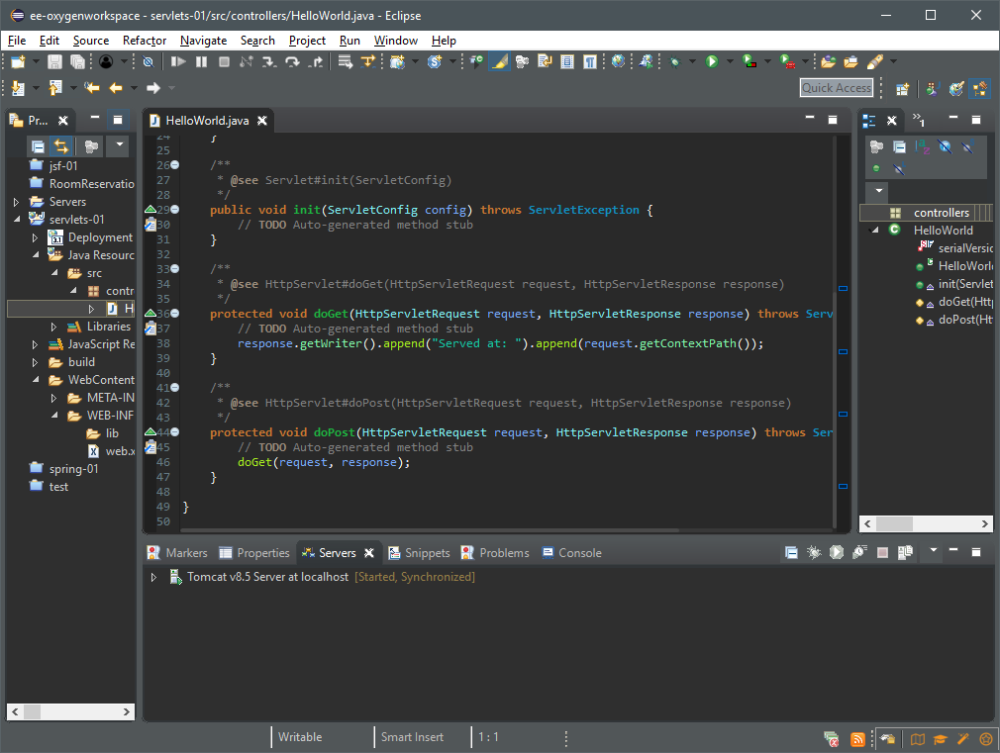 ee-oxygenworkspace - servlets-01/src/controllers/HelloWorld.java - Eclipse
File Edit Source Refactor Navigate Search Project Run Window Help
Quick Access
Pr...
jsf-01
RoomReservatio
Servers
servlets-01
3.1 Deployment
Java Resourc
src
contr
H
Libraries
JavaScript Re
build
WebContent
META-IN
WEB-INF
lib
web.x
spring-01
test
HelloWorld.java
24 }
25
26 /**
27 * @see Servlet#init(ServletConfig)
28 */
29 public void init(ServletConfig config) throws ServletException {
30 // TODO Auto-generated method stub
31 }
32
33 /**
34 * @see HttpServlet#doGet(HttpServletRequest request, HttpServletResponse response)
35 */
36 protected void doGet(HttpServletRequest request, HttpServletResponse response) throws Serv
37 // TODO Auto-generated method stub
38 response.getWriter().append("Served at: ").append(request.getContextPath());
39 }
40
41 /**
42 * @see HttpServlet#doPost(HttpServletRequest request, HttpServletResponse response)
43 */
44 protected void doPost(HttpServletRequest request, HttpServletResponse response) throws Ser
45 // TODO Auto-generated method stub
46 doGet(request, response);
47 }
48
49 }
50
»1
controllers
HelloWorld
serialVersio
HelloWorl
init(Servlet
doGet(Htt
doPost(Ht
Markers Properties Servers Snippets Problems Console
Tomcat v8.5 Server at localhost [Started, Synchronized]
Writable Smart Insert 1 : 1